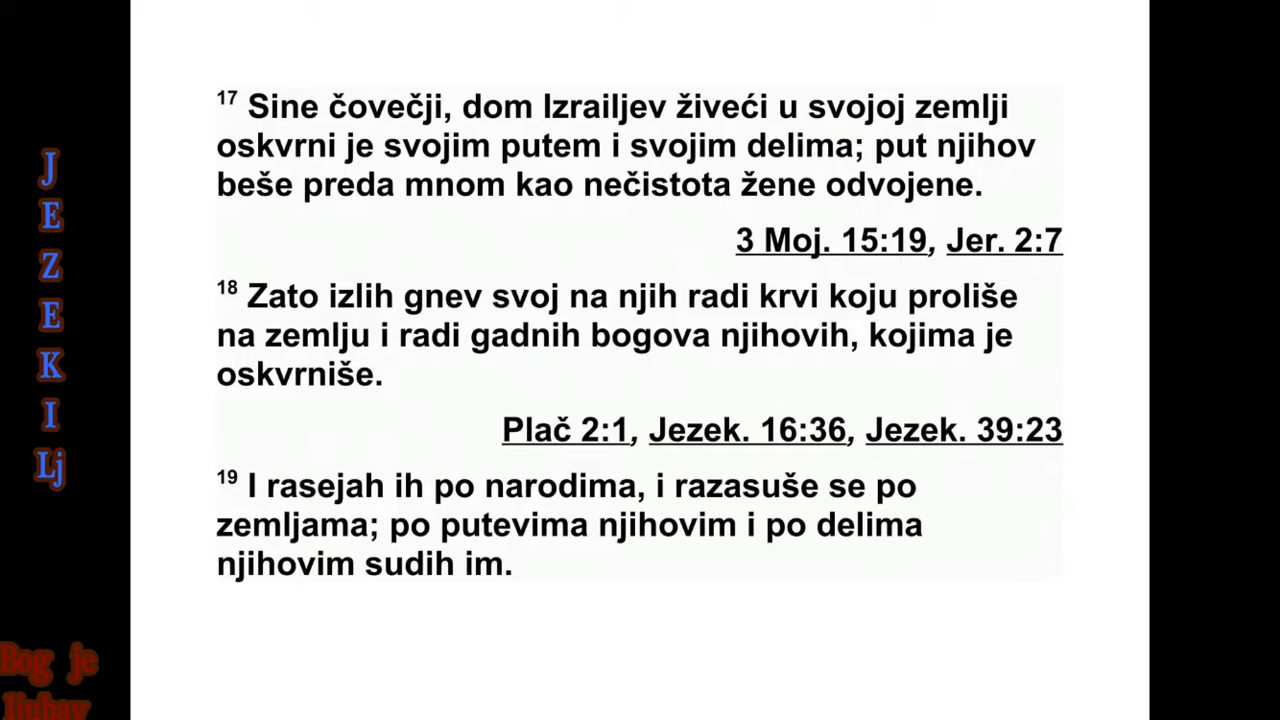 J
E
Z
E
K
I
Lj
Bog je
ljubav
17 Sine čovečji, dom Izrailjev živeći u svojoj zemlji
oskvrni je svojim putem i svojim delima; put njihov
beše preda mnom kao nečistota žene odvojene.
3 Moj. 15:19, Jer. 2:7
18 Zato izlih gnev svoj na njih radi krvi koju proliše
na zemlju i radi gadnih bogova njihovih, kojima je
oskvrniše.
Plač 2:1, Jezek. 16:36, Jezek. 39:23
19 I rasejah ih po narodima, i razasuše se po
zemljama; po putevima njihovim i po delima
njihovim sudih im.